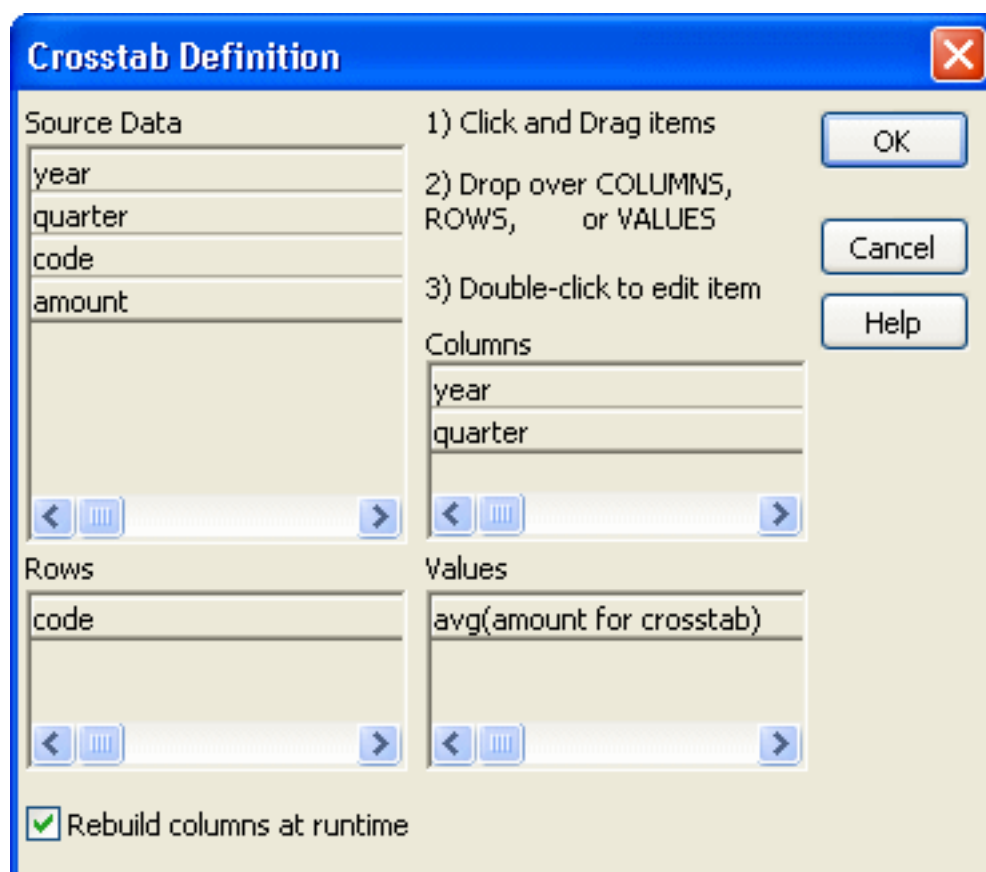 Crosstab Definition
Source Data
year
quarter
code
amount
1) Click and Drag items
2) Drop over COLUMNS,
ROWS, or VALUES
3) Double-click to edit item
OK
Cancel
Help
Columns
year
quarter
Rows
code
Values
avg(amount for crosstab)
Rebuild columns at runtime